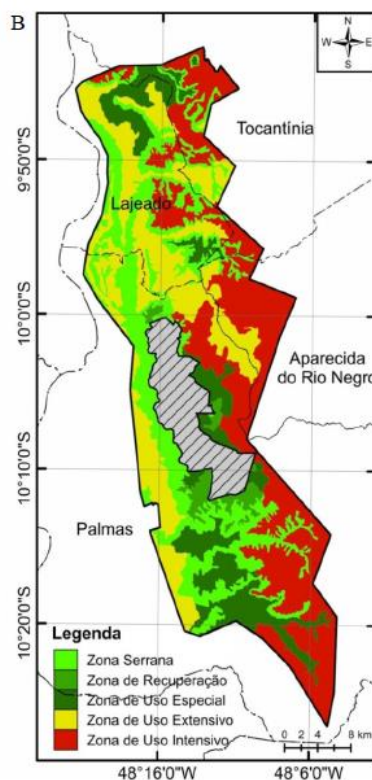 B
N
W E
S
Tocantínia
9°50'0"S
Lajeado
10°0'0"S
Aparecida
do Rio Negro
10°10'0"S
Palmas
10°20'0"S
Legenda
Zona Serrana
Zona de Recuperação
Zona de Uso Especial
Zona de Uso Extensivo
Zona de Uso Intensivo
0 2 4 8 km
48°16'0"W 48°6'0"W